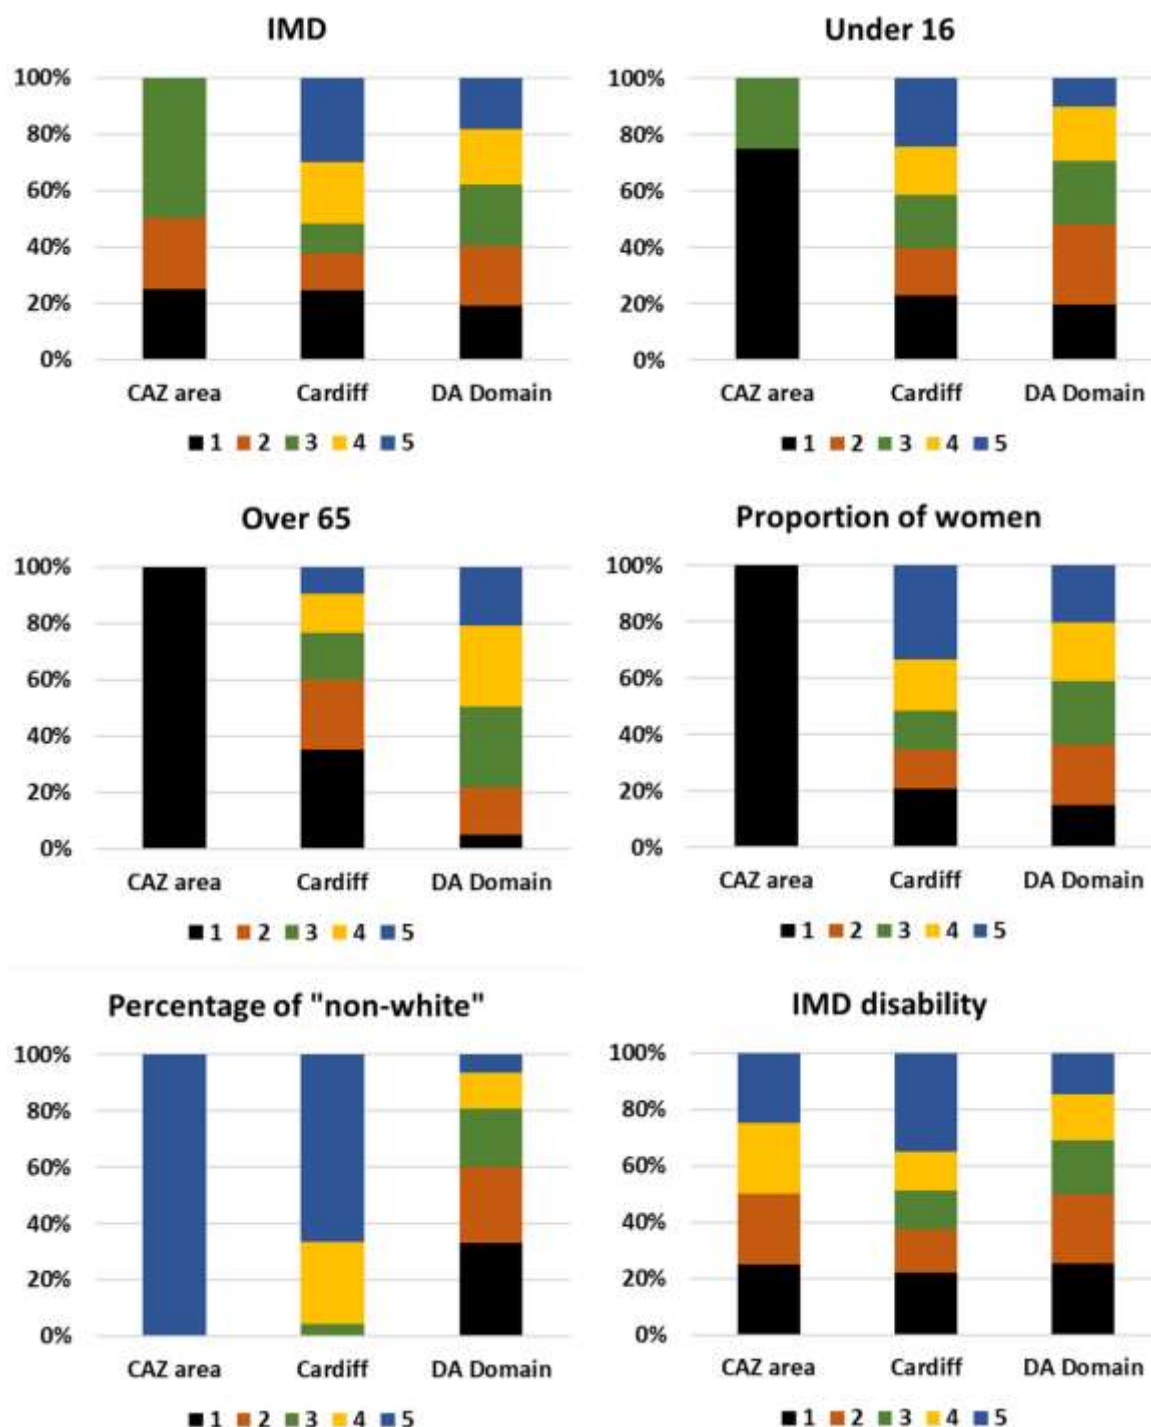 IMD
100%
80%
60%
40%
20%
0%
CAZ area Cardiff DA Domain
1 2 3 4 5
Under 16
100%
80%
60%
40%
20%
0%
CAZ area Cardiff DA Domain
1 2 3 4 5
Over 65
100%
80%
60%
40%
20%
0%
CAZ area Cardiff DA Domain
1 2 3 4 5
Proportion of women
100%
80%
60%
40%
20%
0%
CAZ area Cardiff DA Domain
1 2 3 4 5
Percentage of "non-white"
100%
80%
60%
40%
20%
0%
CAZ area Cardiff DA Domain
1 2 3 4 5
IMD disability
100%
80%
60%
40%
20%
0%
CAZ area Cardiff DA Domain
1 2 3 4 5